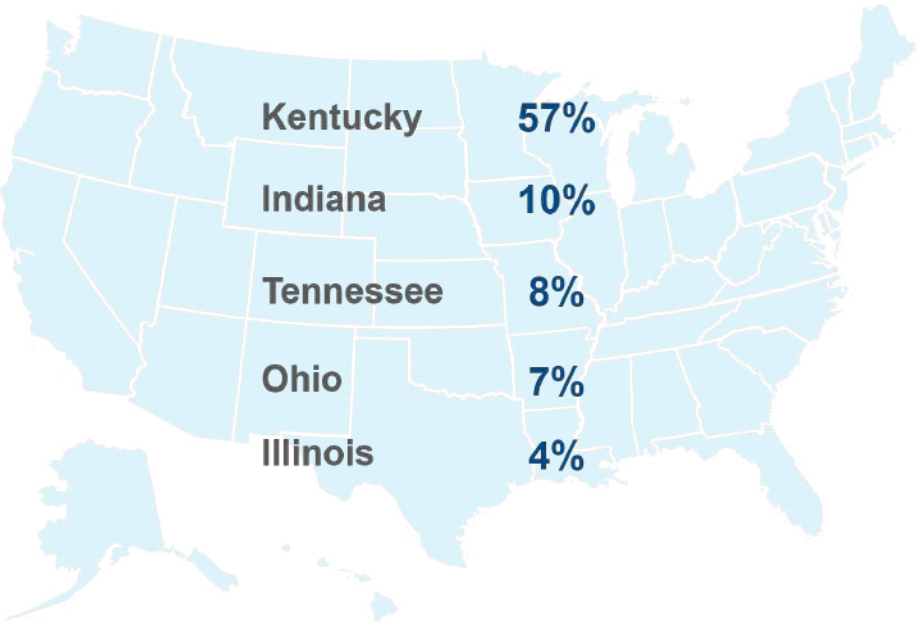 Kentucky 57%
Indiana 10%
Tennessee 8%
Ohio 7%
Illinois 4%